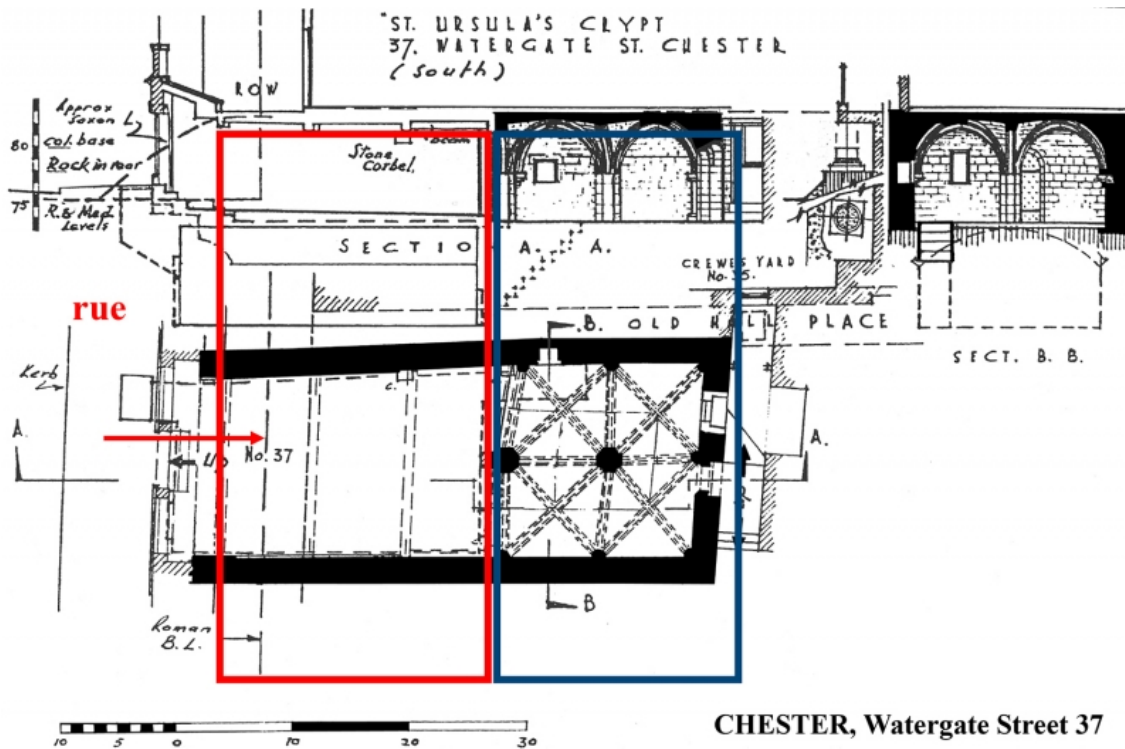 "ST. URSULA'S CRYPT
37. WATERGATE ST. CHESTER
(South)
ROW
Approx
Saxon L
col. base
Rock in rear
R. & Med.
Levels
80
75
Stone
Corbel.
beam
SECTIO
A. A.
CREWES YARD
No. 35.
rue
B. OLD HALL PLACE
SECT. B. B.
Kerb
c.
A.
A.
Up
No. 37
B
Roman
B.L.
10 5 0 10 20 30
CHESTER, Watergate Street 37